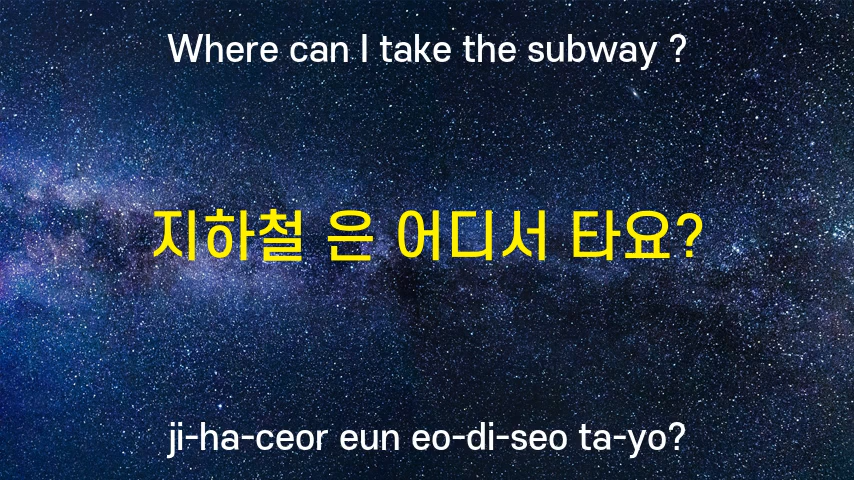 Where can I take the subway ?
지하철 은 어디서 타요?
ji-ha-ceor eun eo-di-seo ta-yo?